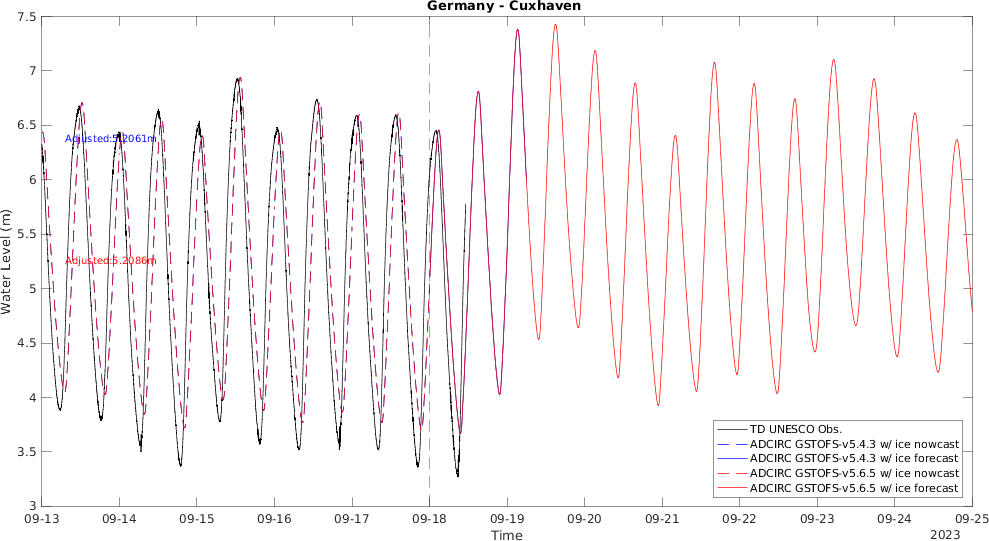 Germany - Cuxhaven
7.5
7
6.5
6
5.5
5
4.5
4
3.5
3
Water Level (m)
Adjusted:5.2061m
Adjusted:5.2086m
TD UNESCO Obs.
ADCIRC GSTOFS-v5.4.3 w/ ice nowcast
ADCIRC GSTOFS-v5.4.3 w/ ice forecast
ADCIRC GSTOFS-v5.6.5 w/ ice nowcast
ADCIRC GSTOFS-v5.6.5 w/ ice forecast
09-13 09-14 09-15 09-16 09-17 09-18 09-19 09-20 09-21 09-22 09-23 09-24 09-25
Time
2023